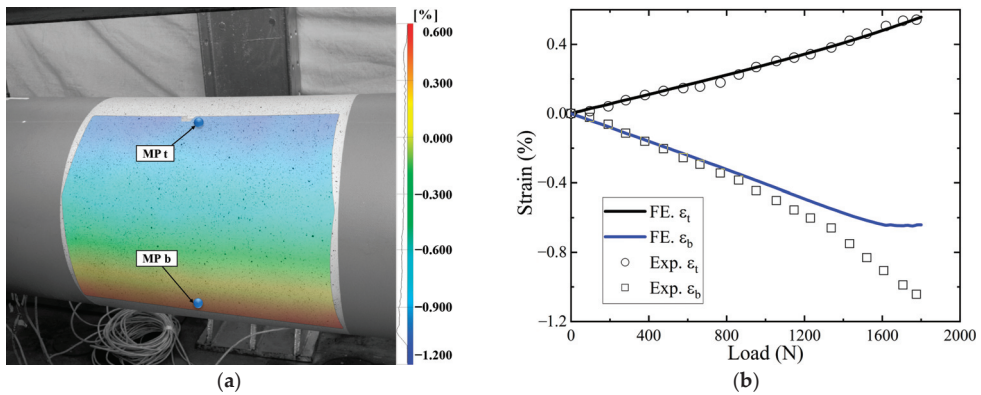 [%]
0.600
0.300
0.000
−0.300
−0.600
−0.900
−1.200
MP t
MP b
(a)
Strain (%)
0.4
0.0
−0.4
−0.8
−1.2
FE. εt
FE. εb
Exp. εt
Exp. εb
0
400
800
1200
1600
2000
Load (N)
(b)